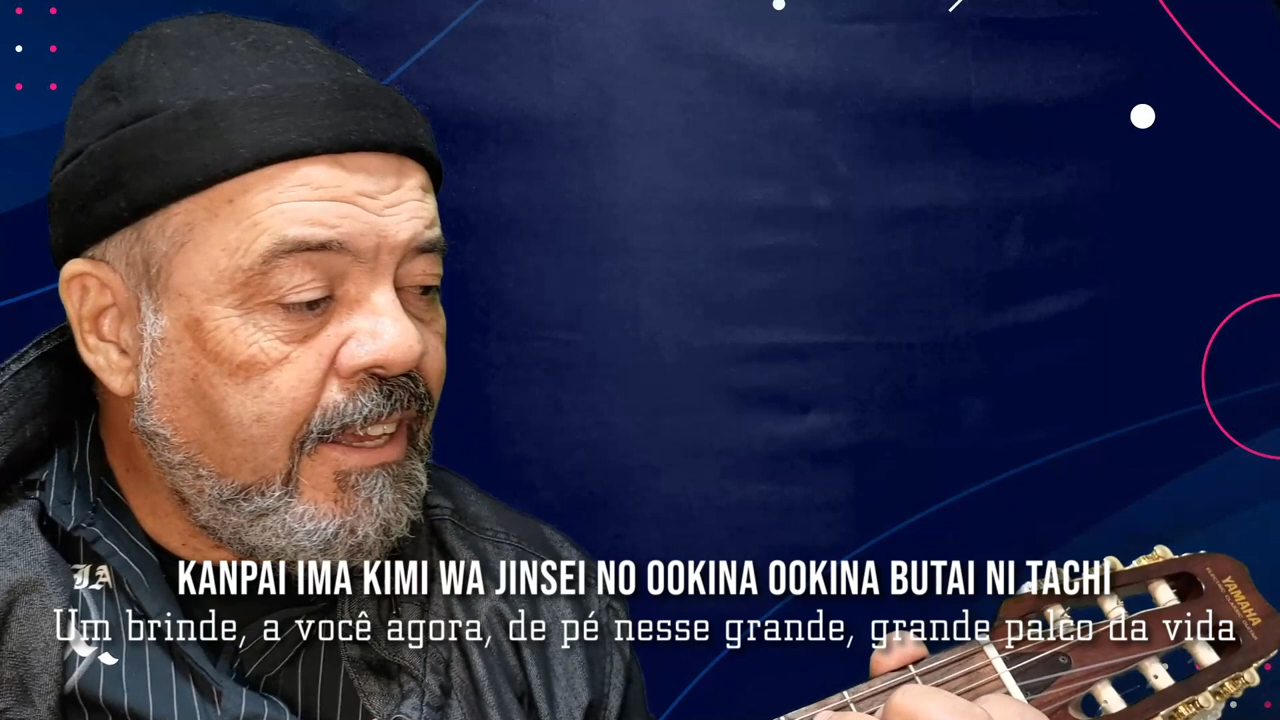 KANPAI IMA KIMI WA JINSEI NO OOKINA OOKINA BUTAI NI TACHI
Um brinde, a você agora, de pé nesse grande, grande palco da vida
YAMAHA